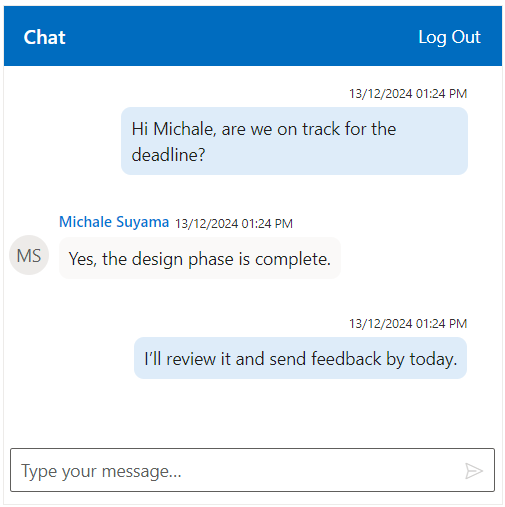 Chat
Log Out
13/12/2024 01:24 PM
Hi Michale, are we on track for the
deadline?
Michale Suyama 13/12/2024 01:24 PM
MS
Yes, the design phase is complete.
13/12/2024 01:24 PM
I’ll review it and send feedback by today.
Type your message...